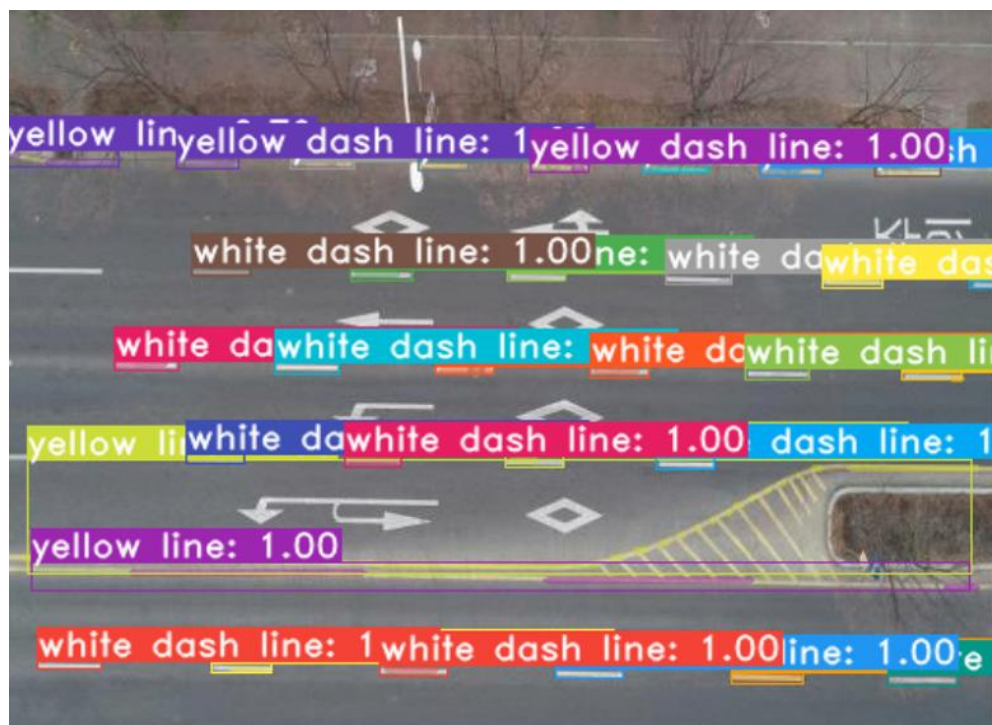 yellow lin
yellow dash line: 1
yellow dash line: 1.00
sh
white dash line: 1.00
ne:
white da
white das
white da
white dash line:
white da
white dash li
yellow li
white da
white dash line: 1.00
dash line: 1
yellow line: 1.00
white dash line: 1
white dash line: 1.00
line: 1.00
e